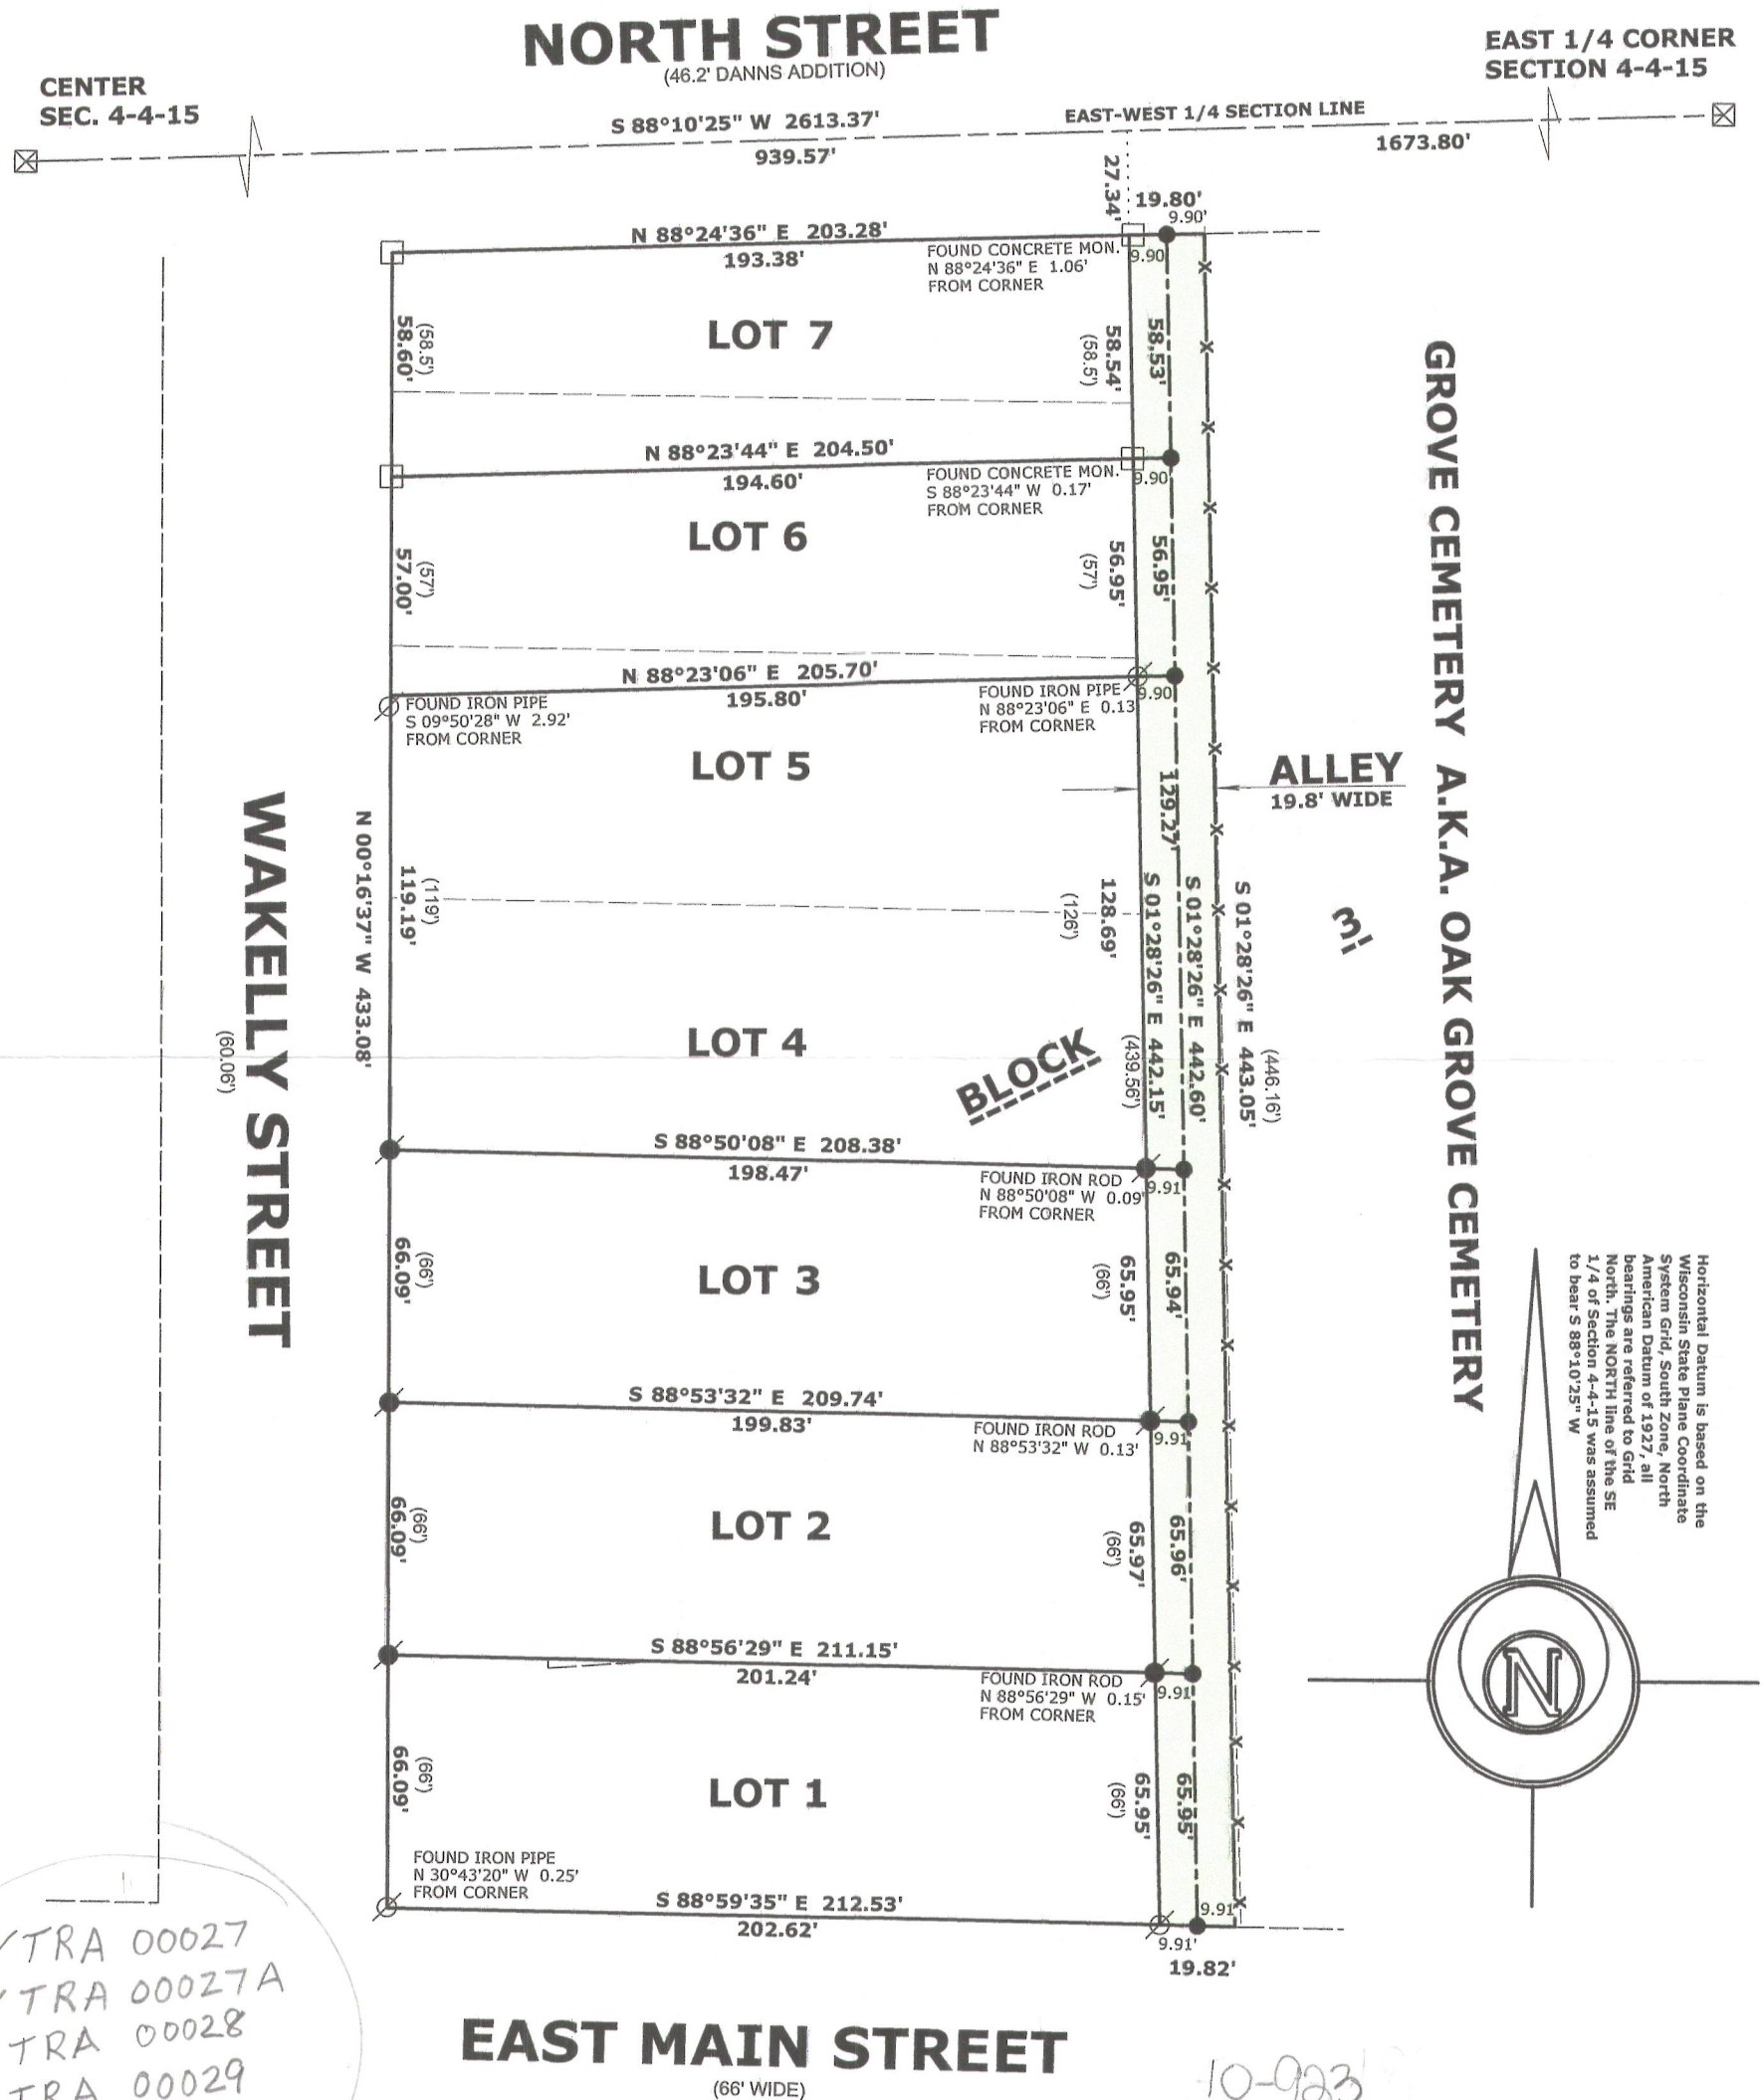 NORTH STREET
(46.2' DANNS ADDITION)
CENTER
SEC. 4-4-15
EAST 1/4 CORNER
SECTION 4-4-15
S 88°10'25" W 2613.37'
EAST-WEST 1/4 SECTION LINE
939.57'
1673.80'
27.34'
19.80'
9.90'
N 88°24'36" E 203.28'
193.38'
FOUND CONCRETE MON.
N 88°24'36" E 1.06'
FROM CORNER
9.90'
LOT 7
(58.5')
58.60'
58.54'
(58.5')
58.53'
N 88°23'44" E 204.50'
194.60'
FOUND CONCRETE MON.
S 88°23'44" W 0.17'
FROM CORNER
9.90'
LOT 6
(57')
57.00'
56.95'
(57')
56.95'
N 88°23'06" E 205.70'
195.80'
FOUND IRON PIPE
S 09°50'28" W 2.92'
FROM CORNER
FOUND IRON PIPE
N 88°23'06" E 0.13
FROM CORNER
9.90
LOT 5
ALLEY
19.8' WIDE
129.27'
(119')
119.19'
128.69'
(126')
N 00°16'37" W 433.08'
S 01°28'26" E 442.15'
(439.56')
S 01°28'26" E 442.60'
S 01°28'26" E 443.05'
(446.16')
WAKELLY STREET
(60.06')
GROVE CEMETERY A.K.A. OAK GROVE CEMETERY
3'
LOT 4
BLOCK
S 88°50'08" E 208.38'
198.47'
FOUND IRON ROD
N 88°50'08" W 0.09'
FROM CORNER
9.91
LOT 3
(66')
66.09'
65.95'
(66')
65.94'
Horizontal Datum is based on the
Wisconsin State Plane Coordinate
System Grid, South Zone, North
American Datum of 1927, all
bearings are referred to Grid
North. The NORTH line of the SE
1/4 of Section 4-4-15 was assumed
to bear S 88°10'25" W
S 88°53'32" E 209.74'
199.83'
FOUND IRON ROD
N 88°53'32" W 0.13'
9.91
LOT 2
(66')
66.09'
65.97'
(66')
65.96'
N
S 88°56'29" E 211.15'
201.24'
FOUND IRON ROD
N 88°56'29" W 0.15'
FROM CORNER
9.91'
LOT 1
(66')
66.09'
65.95'
(66')
65.95'
FOUND IRON PIPE
N 30°43'20" W 0.25'
FROM CORNER
S 88°59'35" E 212.53'
202.62'
9.91'
9.91'
19.82'
TRA 00027
TRA 00027A
TRA 00028
TRA 00029
EAST MAIN STREET
(66' WIDE)
10-923